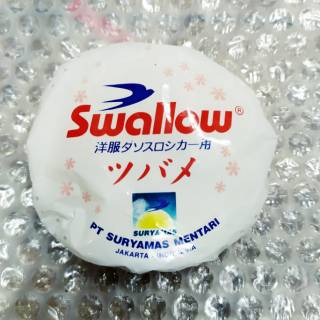 Swallow®
洋服タソスロシカー用
ツバメ
SURYAMAS
PT SURYAMAS MENTARI
JAKARTA - INDONESIA